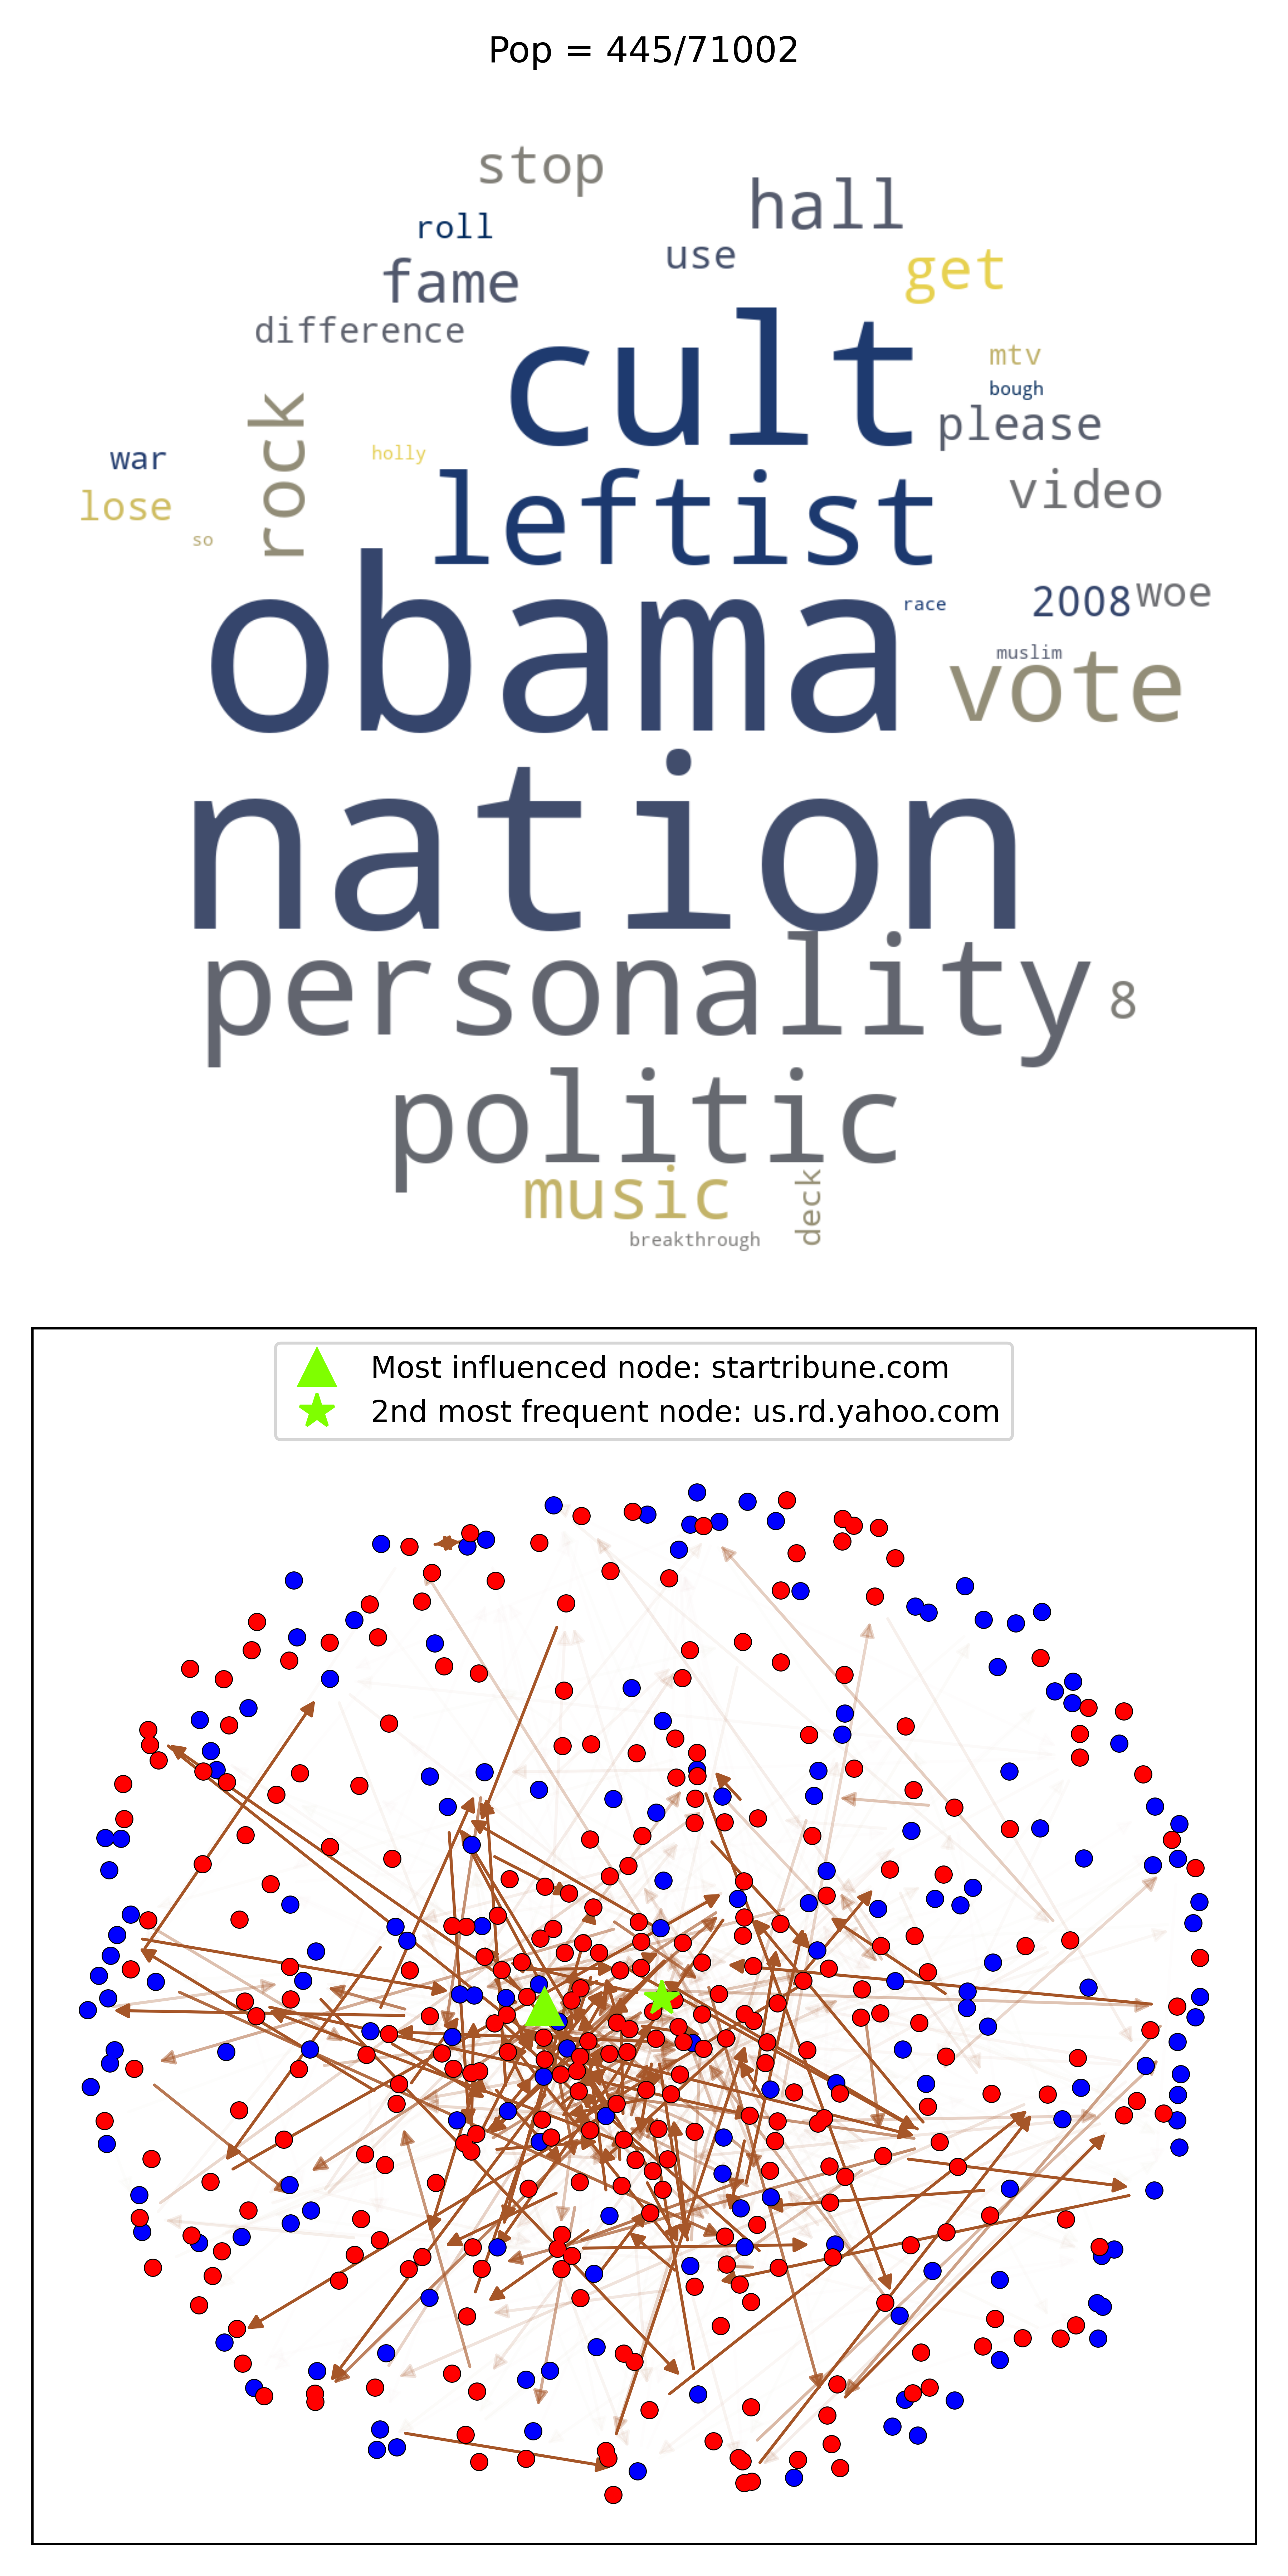 Pop = 445/71002
stop
hall
roll
use
fame
get
difference
cult
mtv
bough
please
rock
holly
war
leftist
video
lose
so
obama
race
2008
woe
muslim
vote
nation
personality
8
politic
music
deck
breakthrough
Most influenced node: startribune.com
2nd most frequent node: us.rd.yahoo.com